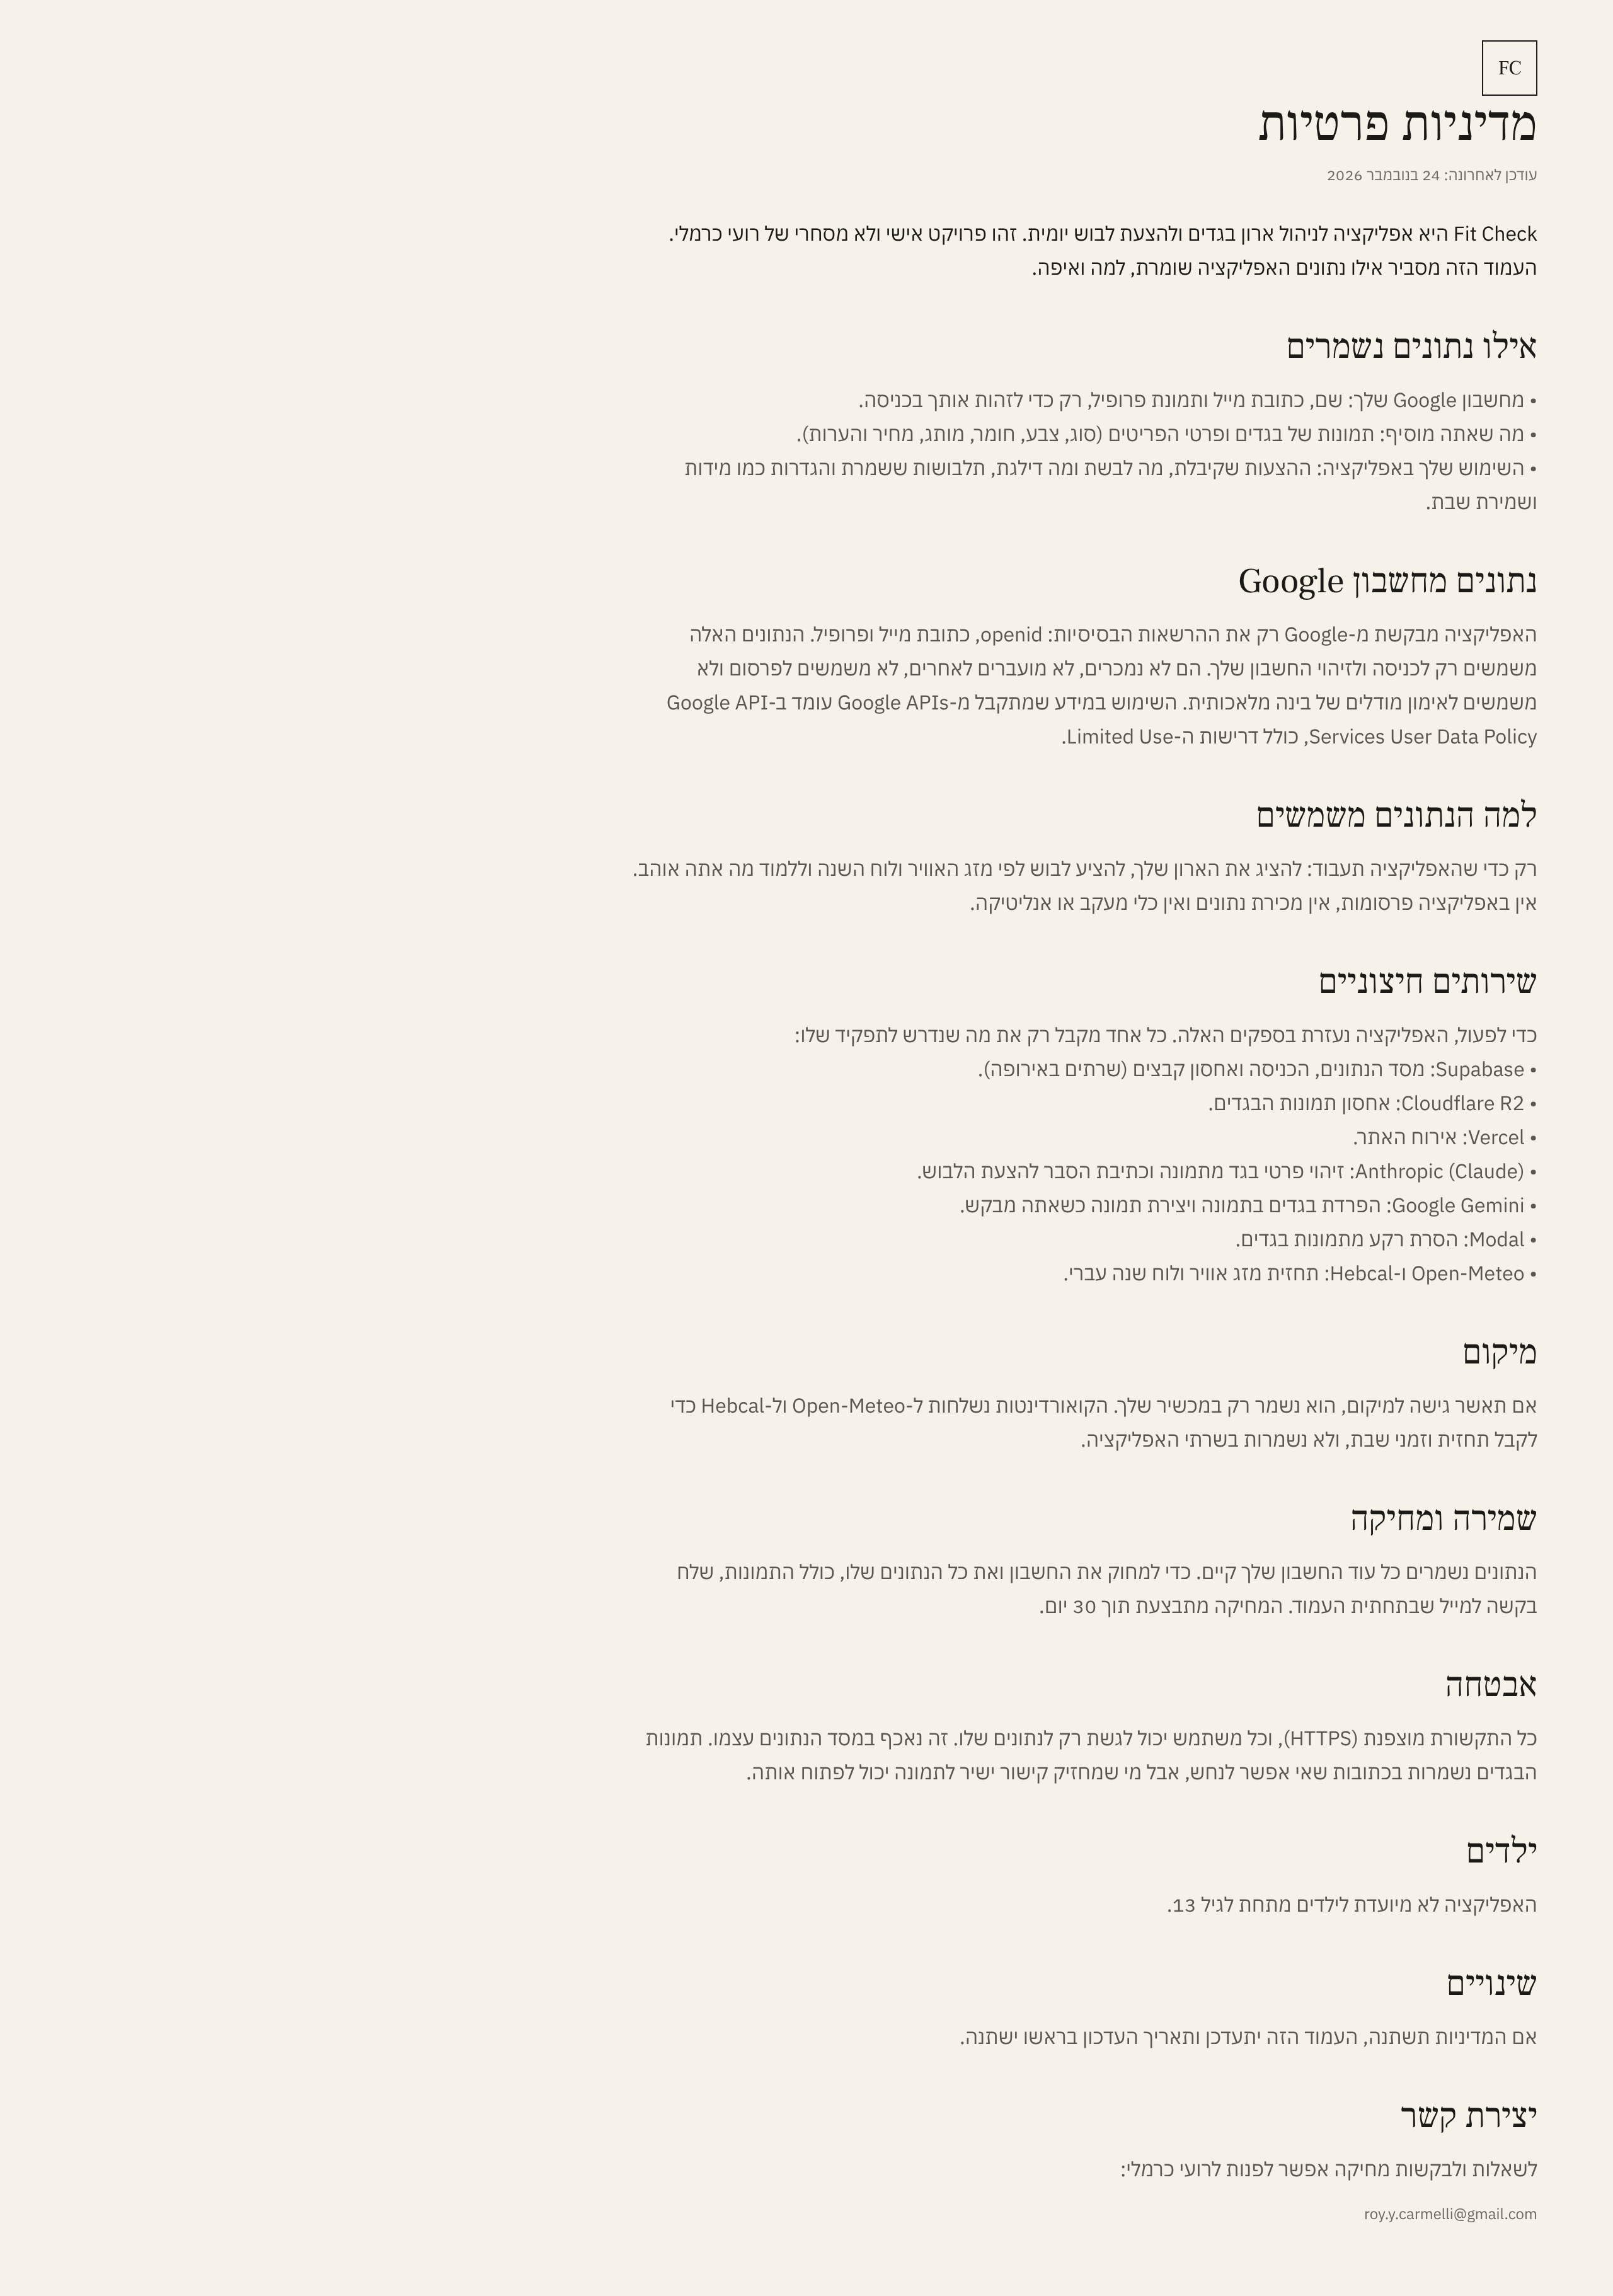 FC
מדיניות פרטיות
עודכן לאחרונה: 24 בנובמבר 2026
Fit Check היא אפליקציה לניהול ארון בגדים ולהצעת לבוש יומית. זהו פרויקט אישי ולא מסחרי של רועי כרמלי.
העמוד הזה מסביר אילו נתונים האפליקציה שומרת, למה ואיפה.
אילו נתונים נשמרים
• מחשבון Google שלך: שם, כתובת מייל ותמונת פרופיל, רק כדי לזהות אותך בכניסה.
• מה שאתה מוסיף: תמונות של בגדים ופרטי הפריטים (סוג, צבע, חומר, מותג, מחיר והערות).
• השימוש שלך באפליקציה: ההצעות שקיבלת, מה לבשת ומה דילגת, תלבושות ששמרת והגדרות כמו מידות
ושמירת שבת.
נתונים מחשבון Google
האפליקציה מבקשת מ-Google רק את ההרשאות הבסיסיות: openid, כתובת מייל ופרופיל. הנתונים האלה
משמשים רק לכניסה ולזיהוי החשבון שלך. הם לא נמכרים, לא מועברים לאחרים, לא משמשים לפרסום ולא
משמשים לאימון מודלים של בינה מלאכותית. השימוש במידע שמתקבל מ-Google APIs עומד ב-Google API
Services User Data Policy, כולל דרישות ה-Limited Use.
למה הנתונים משמשים
רק כדי שהאפליקציה תעבוד: להציג את הארון שלך, להציע לבוש לפי מזג האוויר ולוח השנה וללמוד מה אתה אוהב.
אין באפליקציה פרסומות, אין מכירת נתונים ואין כלי מעקב או אנליטיקה.
שירותים חיצוניים
כדי לפעול, האפליקציה נעזרת בספקים האלה. כל אחד מקבל רק את מה שנדרש לתפקיד שלו:
• Supabase: מסד הנתונים, הכניסה ואחסון קבצים (שרתים באירופה).
• Cloudflare R2: אחסון תמונות הבגדים.
• Vercel: אירוח האתר.
• Anthropic (Claude): זיהוי פרטי בגד מתמונה וכתיבת הסבר להצעת הלבוש.
• Google Gemini: הפרדת בגדים בתמונה ויצירת תמונה כשאתה מבקש.
• Modal: הסרת רקע מתמונות בגדים.
• Open-Meteo ו-Hebcal: תחזית מזג אוויר ולוח שנה עברי.
מיקום
אם תאשר גישה למיקום, הוא נשמר רק במכשיר שלך. הקואורדינטות נשלחות ל-Open-Meteo ול-Hebcal כדי
לקבל תחזית וזמני שבת, ולא נשמרות בשרתי האפליקציה.
שמירה ומחיקה
הנתונים נשמרים כל עוד החשבון שלך קיים. כדי למחוק את החשבון ואת כל הנתונים שלו, כולל התמונות, שלח
בקשה למייל שבתחתית העמוד. המחיקה מתבצעת תוך 30 יום.
אבטחה
כל התקשורת מוצפנת (HTTPS), וכל משתמש יכול לגשת רק לנתונים שלו. זה נאכף במסד הנתונים עצמו. תמונות
הבגדים נשמרות בכתובות שאי אפשר לנחש, אבל מי שמחזיק קישור ישיר לתמונה יכול לפתוח אותה.
ילדים
האפליקציה לא מיועדת לילדים מתחת לגיל 13.
שינויים
אם המדיניות תשתנה, העמוד הזה יתעדכן ותאריך העדכון בראשו ישתנה.
יצירת קשר
לשאלות ולבקשות מחיקה אפשר לפנות לרועי כרמלי:
roy.y.carmelli@gmail.com